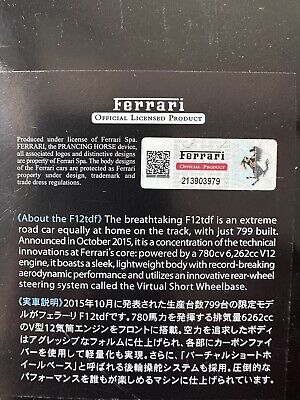 Ferrari
OFFICIAL LICENSED PRODUCT
Produced under license of Ferrari Spa.
FERRARI, the PRANCING HORSE device,
all associated logos and distinctive designs
are property of Ferrari Spa. The body designs
of the Ferrari cars are protected as Ferrari
property under design, trademark and
trade dress regulations.
Ferrari
OFFICIAL PRODUCT
213903979
《About the F12tdf》The breathtaking F12tdf is an extreme
road car equally at home on the track, with just 799 built.
Announced in October 2015, it is a concentration of the technical
innovations at Ferrari's core: powered by a 780cv 6,262cc V12
engine, it boasts a sleek, lightweight body with record-breaking
aerodynamic performance and utilizes an innovative rear-wheel
steering system called the Virtual Short Wheelbase.
《実車説明》2015年10月に発表された生産台数799台の限定モデ
ルがフェラーリ F12tdfです。780馬力を発揮する排気量6262cc
のV型12気筒エンジンをフロントに搭載。空力を追求したボディ
はアグレッシブなフォルムに仕上げられ、各部にカーボンファイ
バーを使用して軽量化も実現。さらに、「バーチャルショートホ
イールベース」と呼ばれる後輪操舵システムも採用。圧倒的な
パフォーマンスを誰もが楽しめるマシンに仕上げられています。